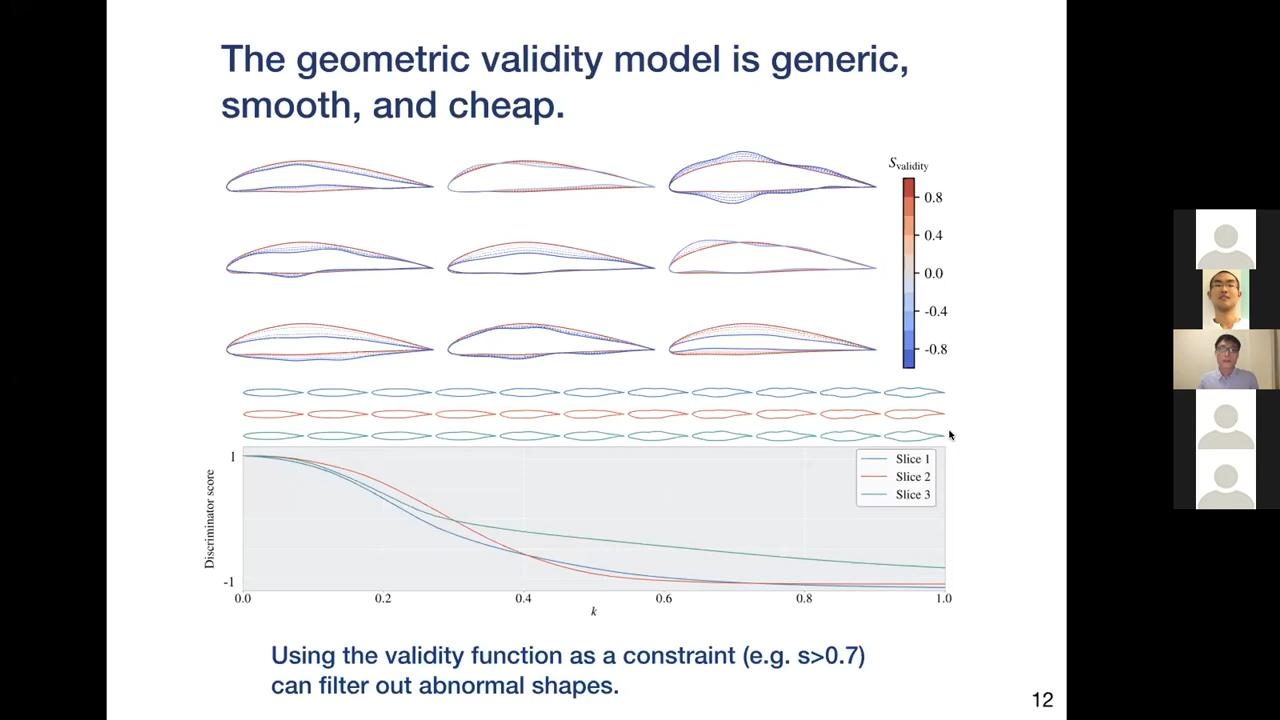 The geometric validity model is generic,
smooth, and cheap.
Svalidity
0.8
0.4
0.0
-0.4
-0.8
1
Discriminator score
-1
Slice 1
Slice 2
Slice 3
0.0 0.2 0.4 0.6 0.8 1.0
k
Using the validity function as a constraint (e.g. s>0.7)
can filter out abnormal shapes.
12